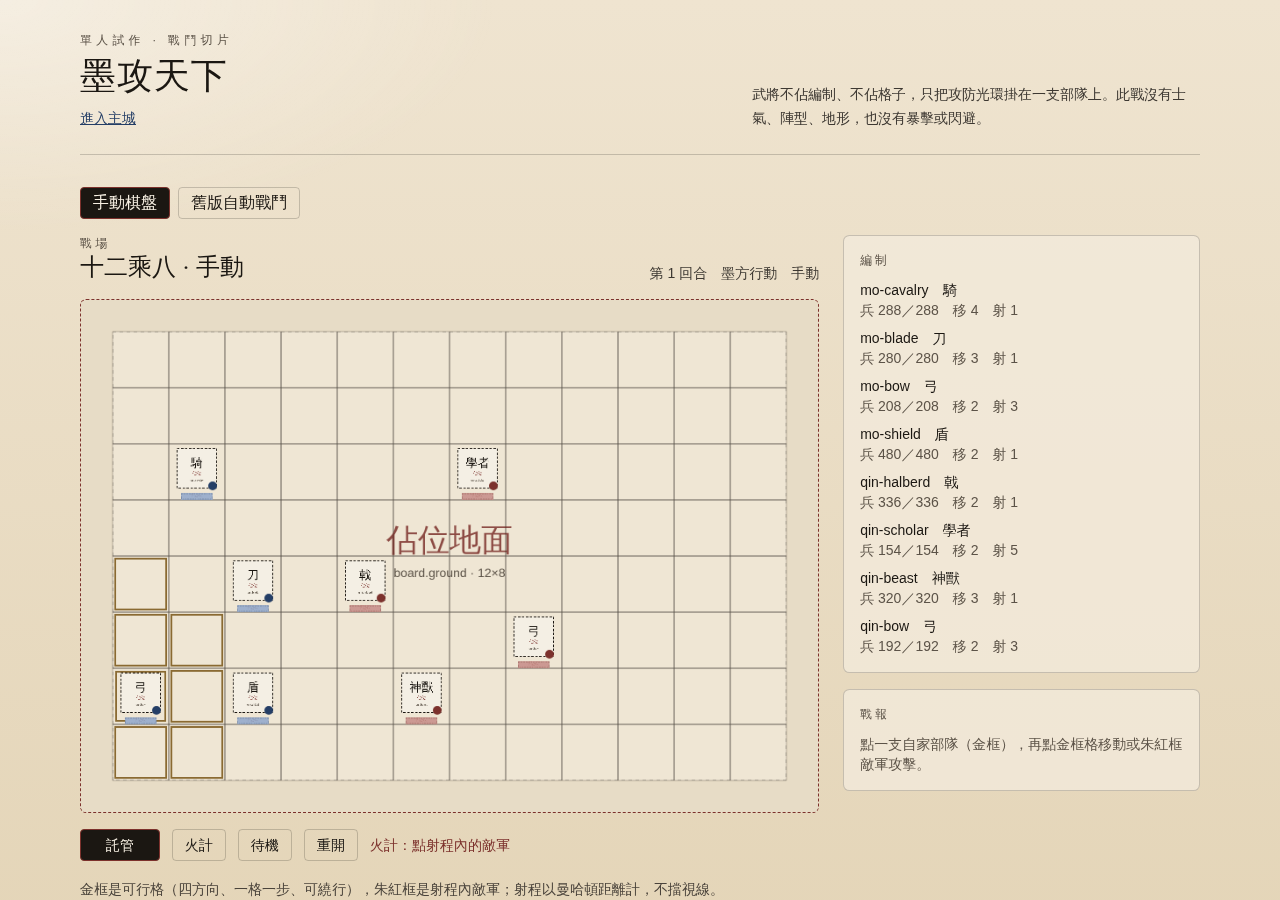 單人試作 · 戰鬥切片
墨攻天下
進入主城
武將不佔編制、不佔格子，只把攻防光環掛在一支部隊上。此戰沒有士
氣、陣型、地形，也沒有暴擊或閃避。
手動棋盤
舊版自動戰鬥
戰場
十二乘八 · 手動
第 1 回合　墨方行動　手動
騎
學者
佔位地面
board.ground · 12×8
刀
戟
弓
弓
盾
神獸
託管
火計
待機
重開
火計：點射程內的敵軍
金框是可行格（四方向、一格一步、可繞行），朱紅框是射程內敵軍；射程以曼哈頓距離計，不擋視線。
編制
mo-cavalry　騎
兵 288／288　移 4　射 1
mo-blade　刀
兵 280／280　移 3　射 1
mo-bow　弓
兵 208／208　移 2　射 3
mo-shield　盾
兵 480／480　移 2　射 1
qin-halberd　戟
兵 336／336　移 2　射 1
qin-scholar　學者
兵 154／154　移 2　射 5
qin-beast　神獸
兵 320／320　移 3　射 1
qin-bow　弓
兵 192／192　移 2　射 3
戰報
點一支自家部隊（金框），再點金框格移動或朱紅框
敵軍攻擊。